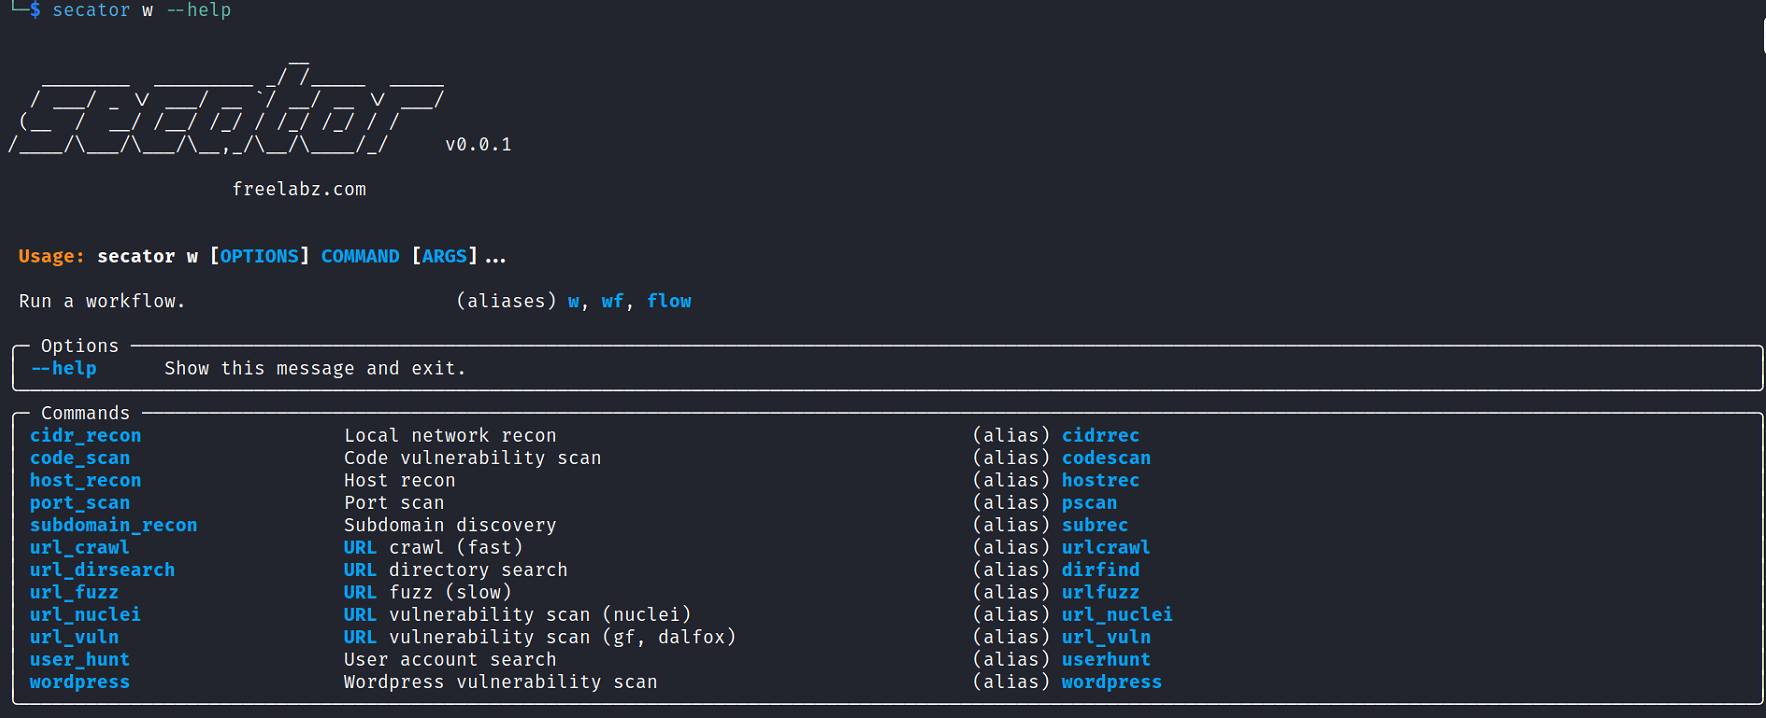 └─$ secator w --help
secator
v0.0.1
freelabz.com
Usage: secator w [OPTIONS] COMMAND [ARGS]...
Run a workflow. (aliases) w, wf, flow
Options
--help Show this message and exit.
Commands
cidr_recon Local network recon (alias) cidrrec
code_scan Code vulnerability scan (alias) codescan
host_recon Host recon (alias) hostrec
port_scan Port scan (alias) pscan
subdomain_recon Subdomain discovery (alias) subrec
url_crawl URL crawl (fast) (alias) urlcrawl
url_dirsearch URL directory search (alias) dirfind
url_fuzz URL fuzz (slow) (alias) urlfuzz
url_nuclei URL vulnerability scan (nuclei) (alias) url_nuclei
url_vuln URL vulnerability scan (gf, dalfox) (alias) url_vuln
user_hunt User account search (alias) userhunt
wordpress Wordpress vulnerability scan (alias) wordpress